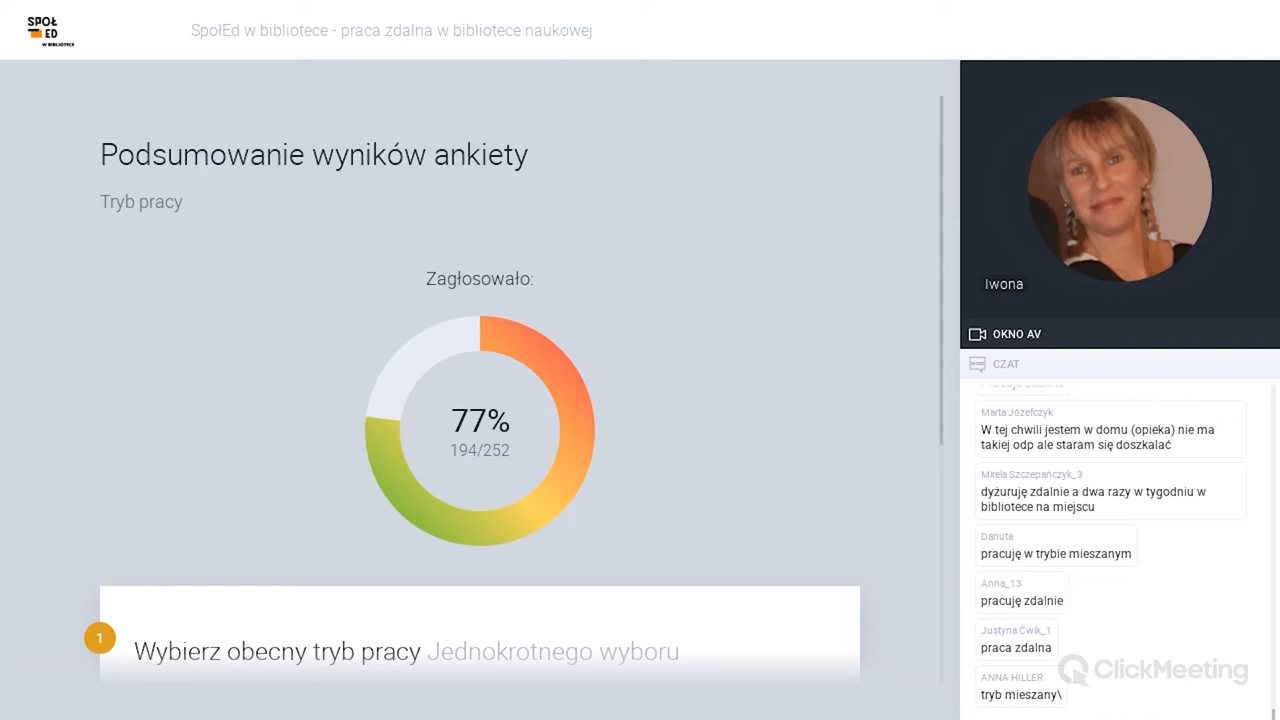 SPOŁ
ED
W BIBLIOTECE
SpołEd w bibliotece - praca zdalna w bibliotece naukowej
Podsumowanie wyników ankiety
Tryb pracy
Zagłosowało:
77%
194/252
1
Wybierz obecny tryb pracy Jednokrotnego wyboru
Iwona
OKNO AV
CZAT
Pracuję zdalnie
Marta Józefczyk
W tej chwili jestem w domu (opieka) nie ma
takiej odp ale staram się doszkalać
Mirela Szczepańczyk_3
dyżuruję zdalnie a dwa razy w tygodniu w
bibliotece na miejscu
Danuta
pracuję w trybie mieszanym
Anna_13
pracuję zdalnie
Justyna Ćwik_1
praca zdalna
ANNA HILLER
tryb mieszany\
ClickMeeting